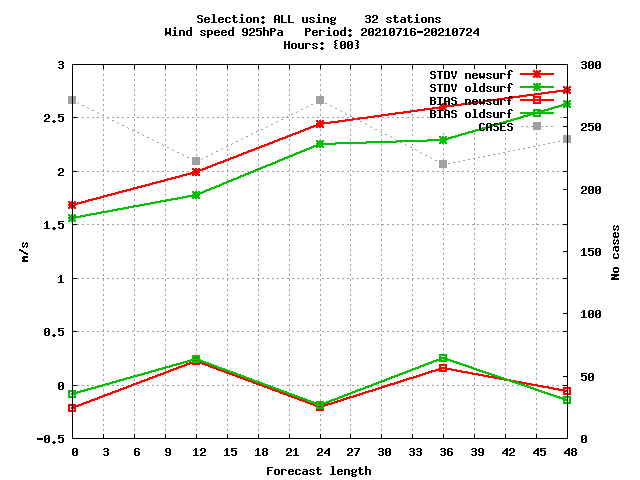 Selection: ALL using    32 stations
Wind speed 925hPa   Period: 20210716-20210724
Hours: {00}
STDV newsurf
STDV oldsurf
BIAS newsurf
BIAS oldsurf
CASES
3
2.5
2
1.5
1
0.5
0
-0.5
m/s
300
250
200
150
100
50
0
No cases
0 3 6 9 12 15 18 21 24 27 30 33 36 39 42 45 48
Forecast length